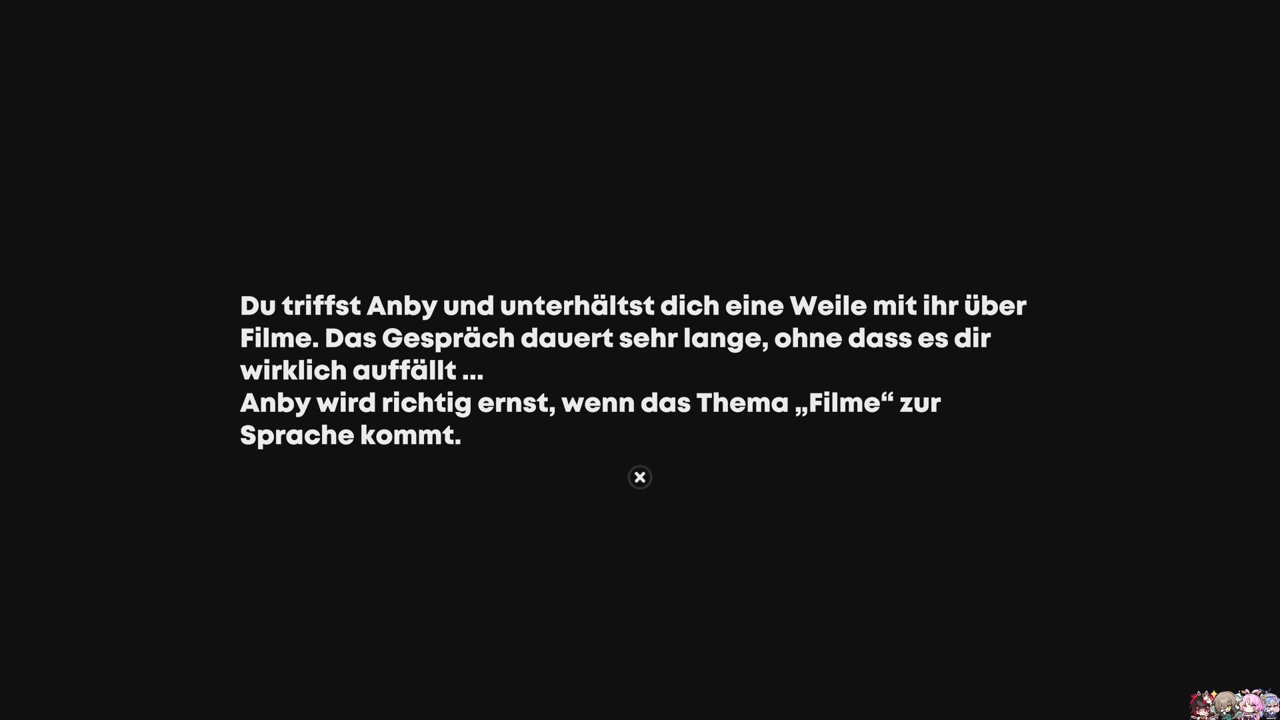 Du triffst Anby und unterhältst dich eine Weile mit ihr über
Filme. Das Gespräch dauert sehr lange, ohne dass es dir
wirklich auffällt ...
Anby wird richtig ernst, wenn das Thema „Filme“ zur
Sprache kommt.